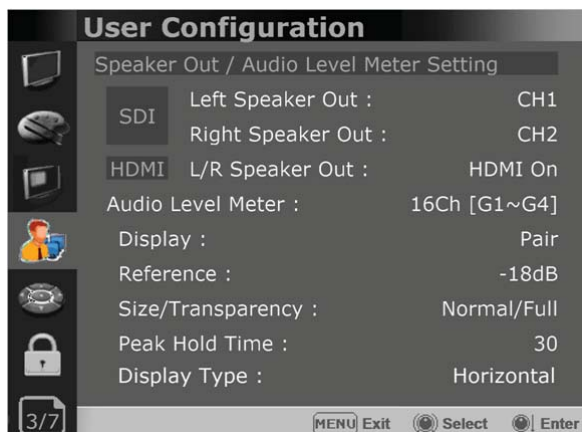 User Configuration
Speaker Out / Audio Level Meter Setting
SDI
Left Speaker Out : CH1
Right Speaker Out : CH2
HDMI L/R Speaker Out : HDMI On
Audio Level Meter : 16Ch [G1~G4]
Display : Pair
Reference : -18dB
Size/Transparency : Normal/Full
Peak Hold Time : 30
Display Type : Horizontal
3/7 MENU Exit Select Enter